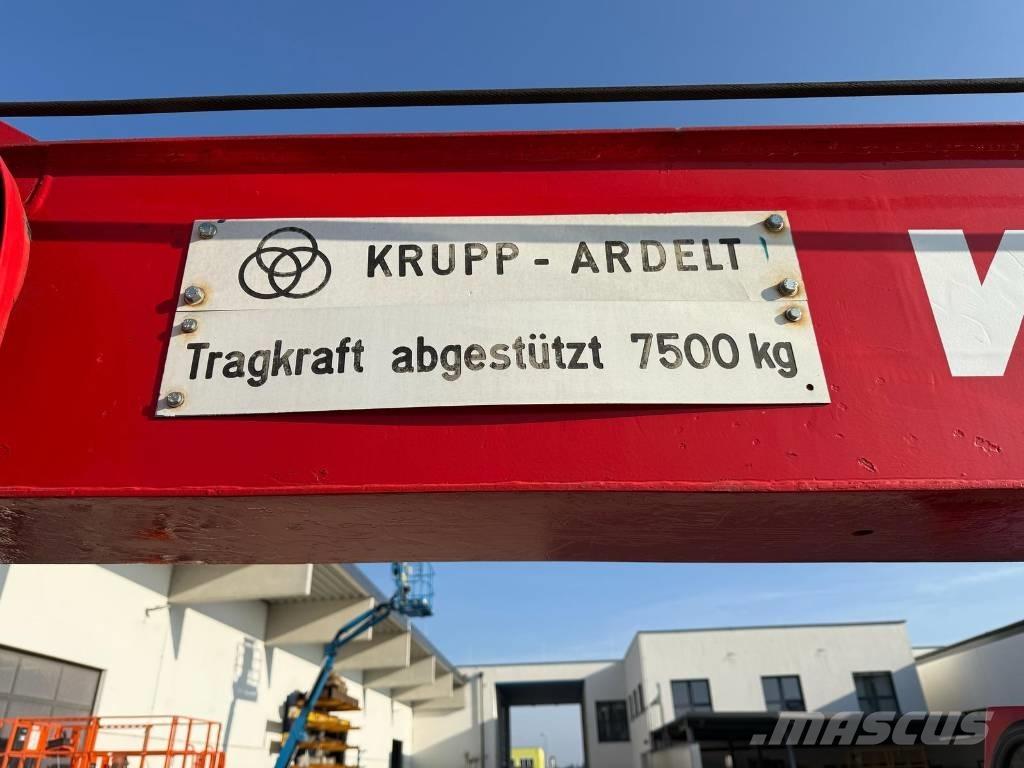 KRUPP - ARDELT
Tragkraft abgestützt 7500 kg
MASCUS